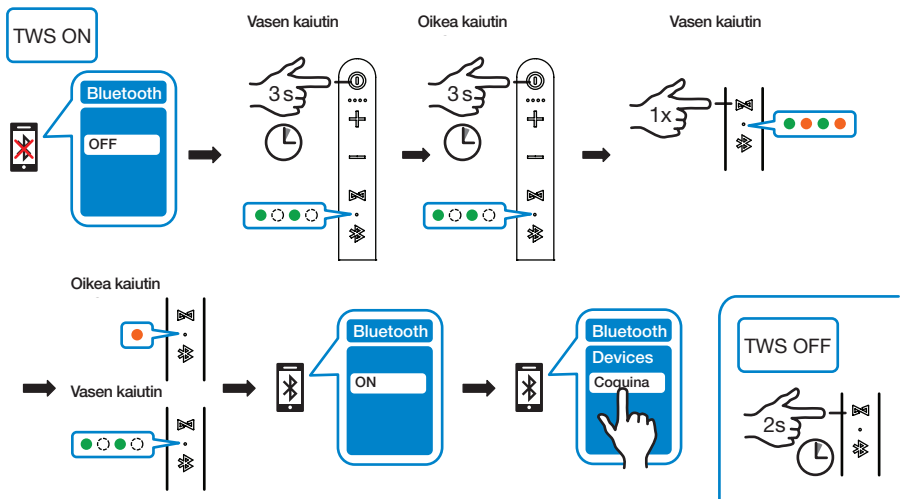 TWS ON
Bluetooth
OFF
Vasen kaiutin
3 s
Oikea kaiutin
3 s
Vasen kaiutin
1x
Oikea kaiutin
Vasen kaiutin
Bluetooth
ON
Bluetooth
Devices
Coquina
TWS OFF
2s